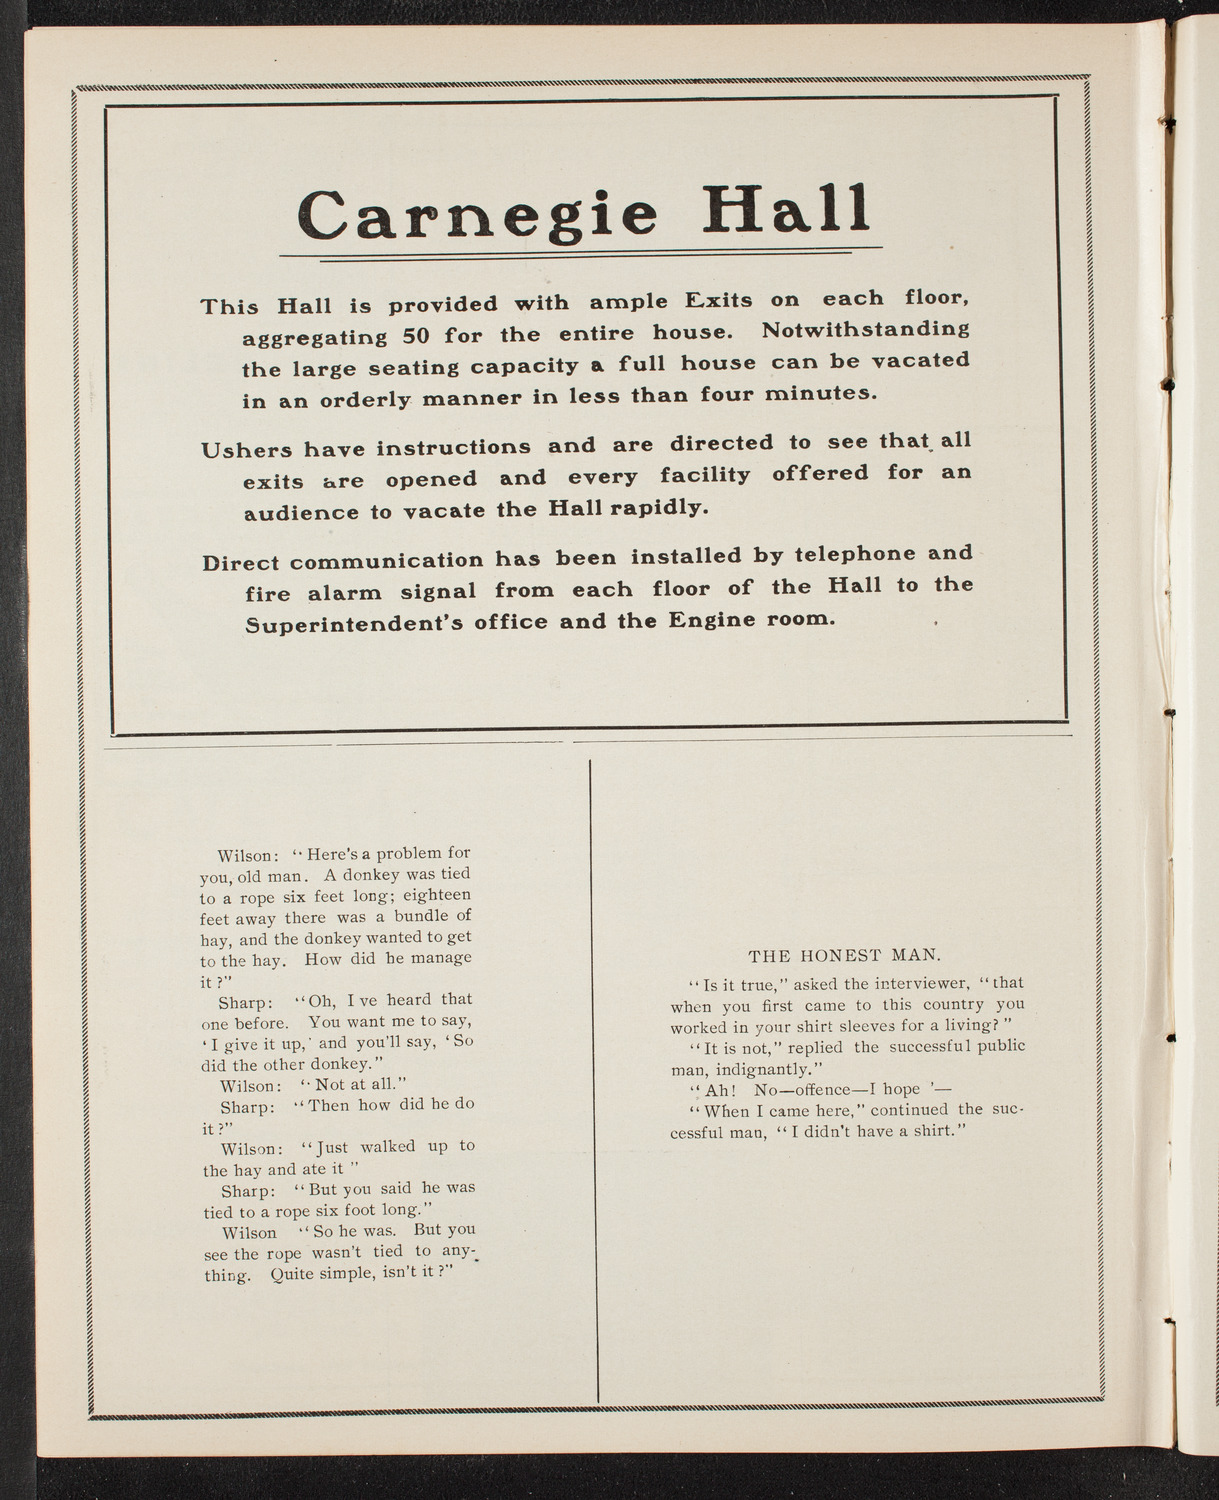 Carnegie Hall
This Hall is provided with ample Exits on each floor,
aggregating 50 for the entire house. Notwithstanding
the large seating capacity a full house can be vacated
in an orderly manner in less than four minutes.
Ushers have instructions and are directed to see that all
exits are opened and every facility offered for an
audience to vacate the Hall rapidly.
Direct communication has been installed by telephone and
fire alarm signal from each floor of the Hall to the
Superintendent's office and the Engine room.
Wilson: "Here's a problem for
you, old man. A donkey was tied
to a rope six feet long; eighteen
feet away there was a bundle of
hay, and the donkey wanted to get
to the hay. How did he manage
it?"
Sharp: "Oh, I ve heard that
one before. You want me to say,
'I give it up,' and you'll say, 'So
did the other donkey."
Wilson: "Not at all."
Sharp: "Then how did he do
it?"
Wilson: "Just walked up to
the hay and ate it "
Sharp: "But you said he was
tied to a rope six foot long."
Wilson "So he was. But you
see the rope wasn't tied to any-
thing. Quite simple, isn't it?"
THE HONEST MAN.
"Is it true," asked the interviewer, "that
when you first came to this country you
worked in your shirt sleeves for a living?"
"It is not," replied the successful public
man, indignantly."
"Ah! No—offence—I hope '—
"When I came here," continued the suc-
cessful man, "I didn't have a shirt."